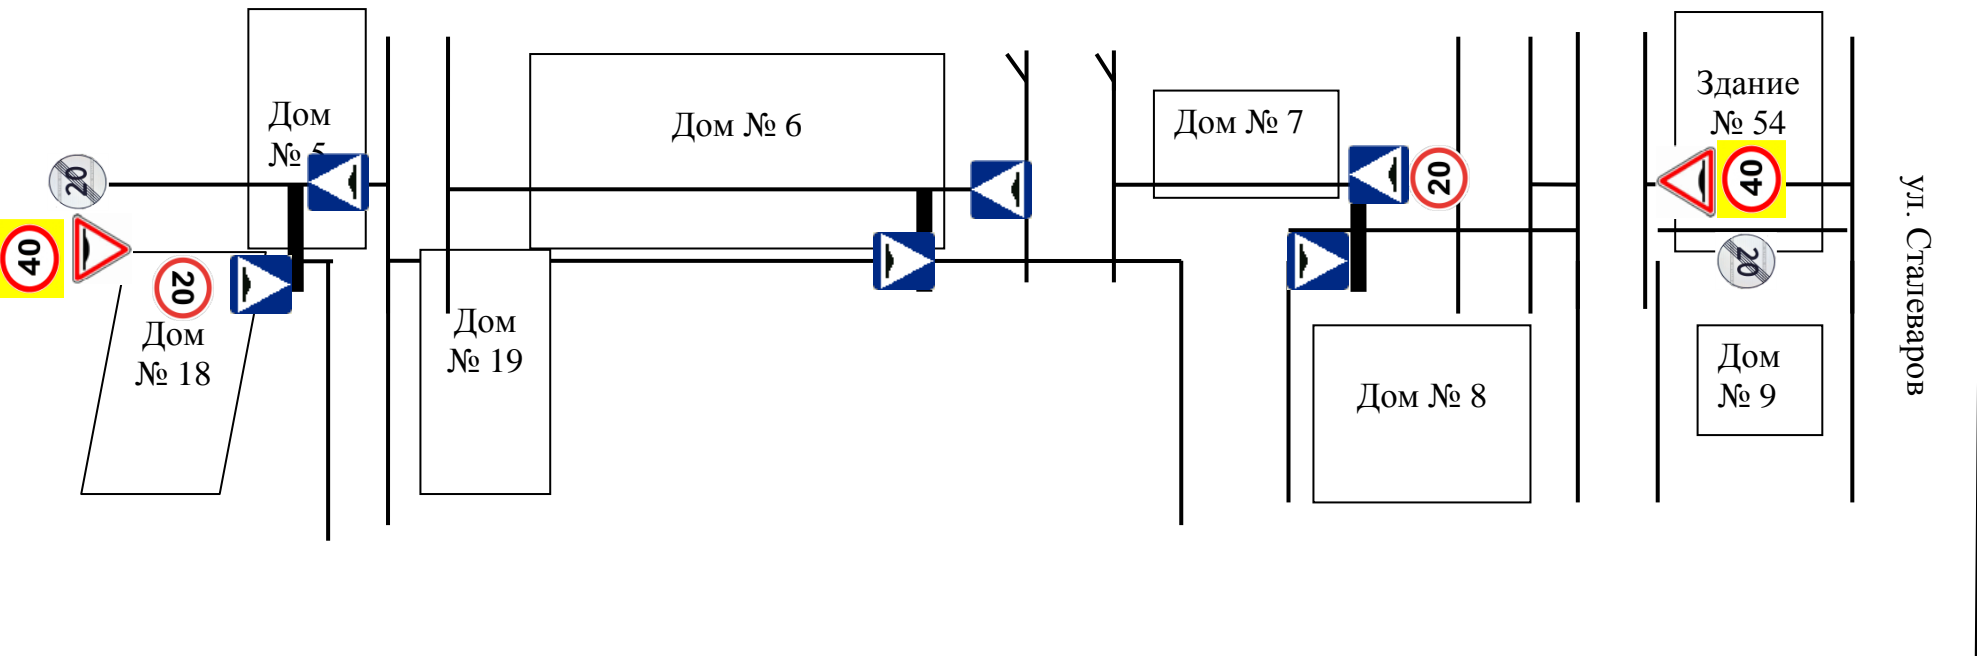 Дом
№ 5
Дом № 6
Дом № 7
Здание
№ 54
20
20
40
40
20
20
Дом
№ 18
Дом
№ 19
Дом № 8
Дом
№ 9
ул. Сталеваров